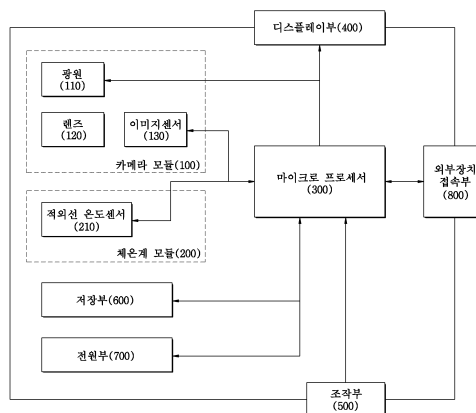 디스플레이부(400)
광원
(110)
렌즈
(120)
이미지센서
(130)
카메라 모듈(100)
마이크로 프로세서
(300)
외부장치
접속부
(800)
적외선 온도센서
(210)
체온계 모듈(200)
저장부(600)
전원부(700)
조작부
(500)